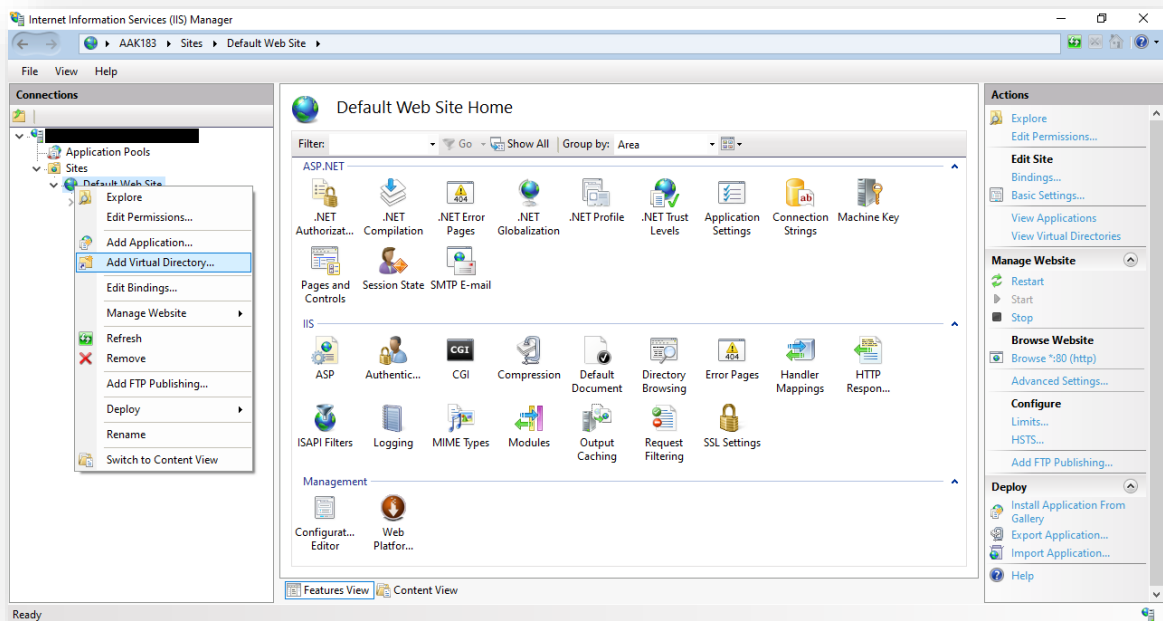 Internet Information Services (IIS) Manager
AAK183 Sites Default Web Site
File View Help
Connections
Application Pools
Sites
Default Web Site
Explore
Edit Permissions...
Add Application...
Add Virtual Directory...
Edit Bindings...
Manage Website
Refresh
Remove
Add FTP Publishing...
Deploy
Rename
Switch to Content View
Default Web Site Home
Filter: Go Show All Group by: Area
ASP.NET
.NET Authorizat...
.NET Compilation
.NET Error Pages
.NET Globalization
.NET Profile
.NET Trust Levels
Application Settings
Connection Strings
Machine Key
Pages and Controls
Session State
SMTP E-mail
IIS
ASP
Authentic...
CGI
CGI
Compression
Default Document
Directory Browsing
404
Error Pages
Handler Mappings
HTTP Respon...
ISAPI Filters
Logging
MIME Types
Modules
Output Caching
Request Filtering
SSL Settings
Management
Configurat... Editor
Web Platfor...
Features View Content View
Actions
Explore
Edit Permissions...
Edit Site
Bindings...
Basic Settings...
View Applications
View Virtual Directories
Manage Website
Restart
Start
Stop
Browse Website
Browse *:80 (http)
Advanced Settings...
Configure
Limits...
HSTS...
Add FTP Publishing...
Deploy
Install Application From
Gallery
Export Application...
Import Application...
Help
Ready